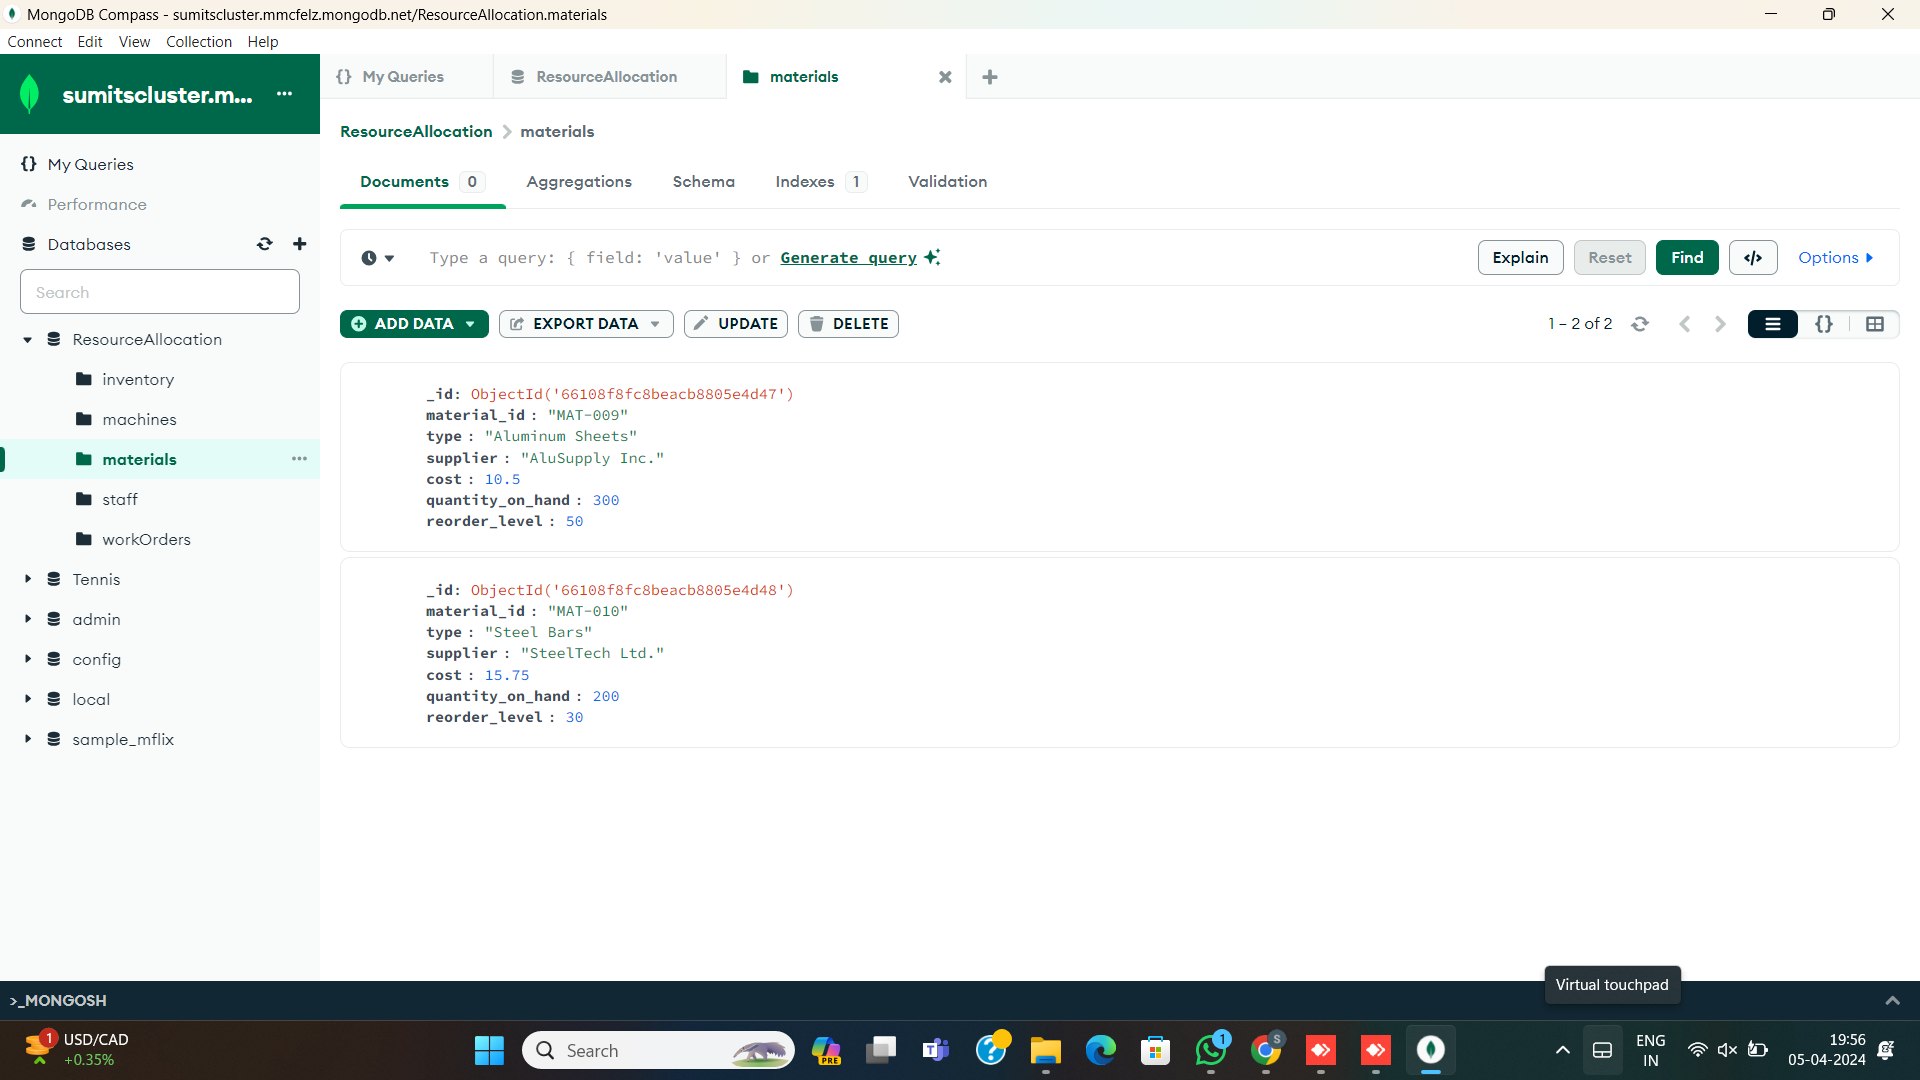 MongoDB Compass - sumitscluster.mmcfelz.mongodb.net/ResourceAllocation.materials
Connect Edit View Collection Help
sumitscluster.m... ...
{} My Queries
Performance
Databases
Search
ResourceAllocation
inventory
machines
materials ...
staff
workOrders
Tennis
admin
config
local
sample_mflix
{} My Queries ResourceAllocation materials
ResourceAllocation > materials
Documents 0 Aggregations Schema Indexes 1 Validation
Type a query: { field: 'value' } or Generate query
Explain Reset Find </> Options
ADD DATA EXPORT DATA UPDATE DELETE
1 – 2 of 2 {}
_id: ObjectId('66108f8fc8beacb8805e4d47')
material_id : "MAT-009"
type : "Aluminum Sheets"
supplier : "AluSupply Inc."
cost : 10.5
quantity_on_hand : 300
reorder_level : 50
_id: ObjectId('66108f8fc8beacb8805e4d48')
material_id : "MAT-010"
type : "Steel Bars"
supplier : "SteelTech Ltd."
cost : 15.75
quantity_on_hand : 200
reorder_level : 30
Virtual touchpad
>_MONGOSH
1 USD/CAD
+0.35%
Search
PRE
T
?
1
S
ENG
IN
19:56
05-04-2024